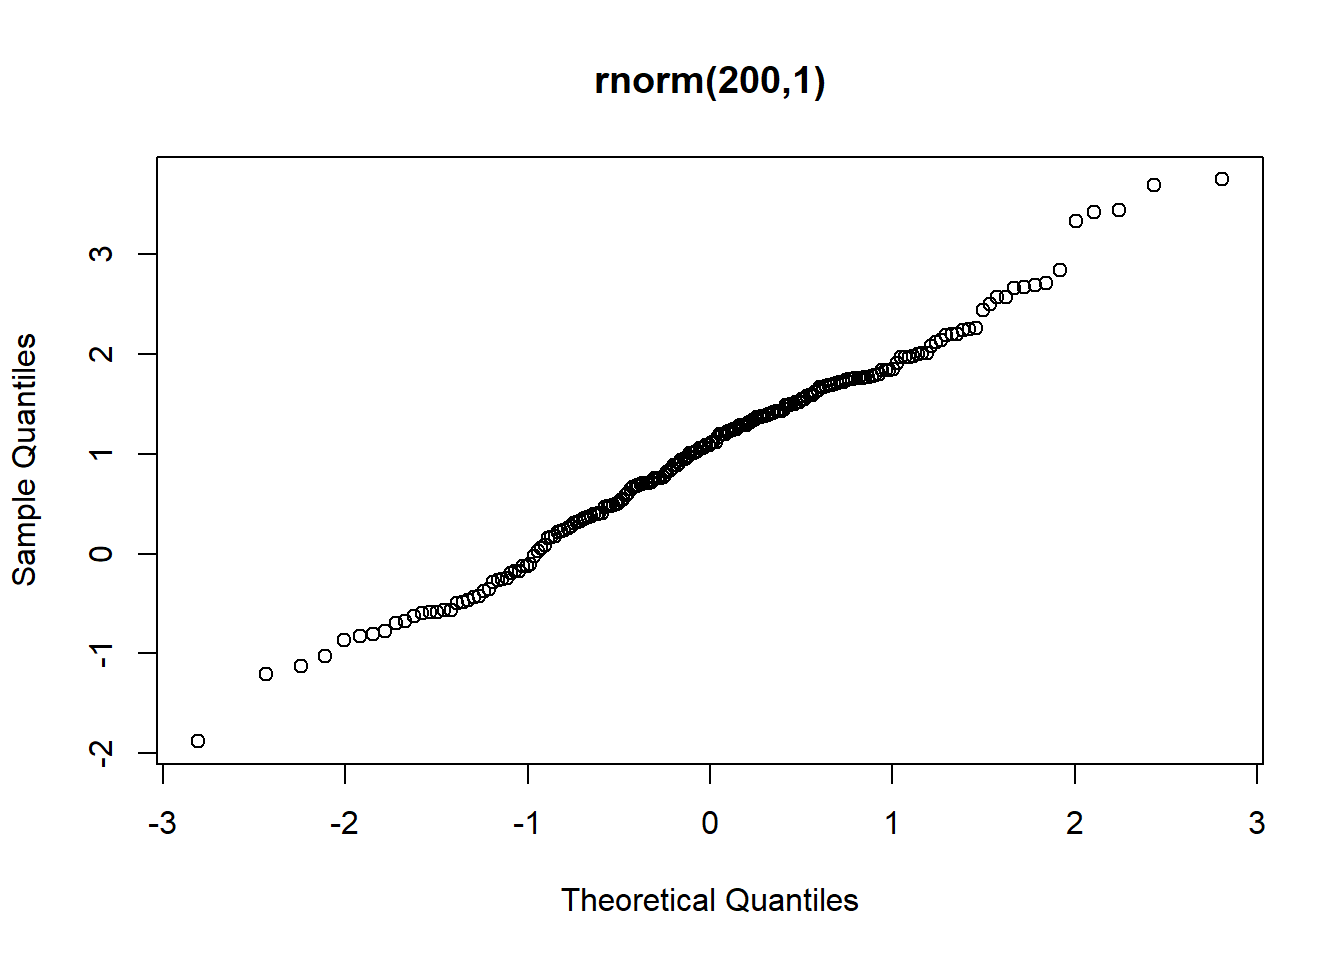 rnorm(200,1)
Sample Quantiles
3
2
1
0
-1
-2
-3 -2 -1 0 1 2 3
Theoretical Quantiles